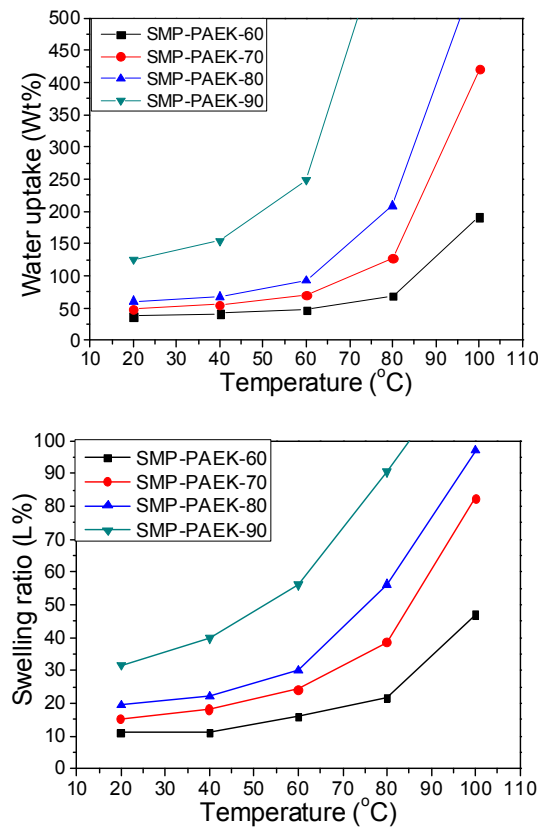 SMP-PAEK-60
SMP-PAEK-70
SMP-PAEK-80
SMP-PAEK-90
Water uptake (Wt%)
500
450
400
350
300
250
200
150
100
50
0
10 20 30 40 50 60 70 80 90 100 110
Temperature (°C)
SMP-PAEK-60
SMP-PAEK-70
SMP-PAEK-80
SMP-PAEK-90
Swelling ratio (L%)
100
90
80
70
60
50
40
30
20
10
0
10 20 30 40 50 60 70 80 90 100 110
Temperature (°C)